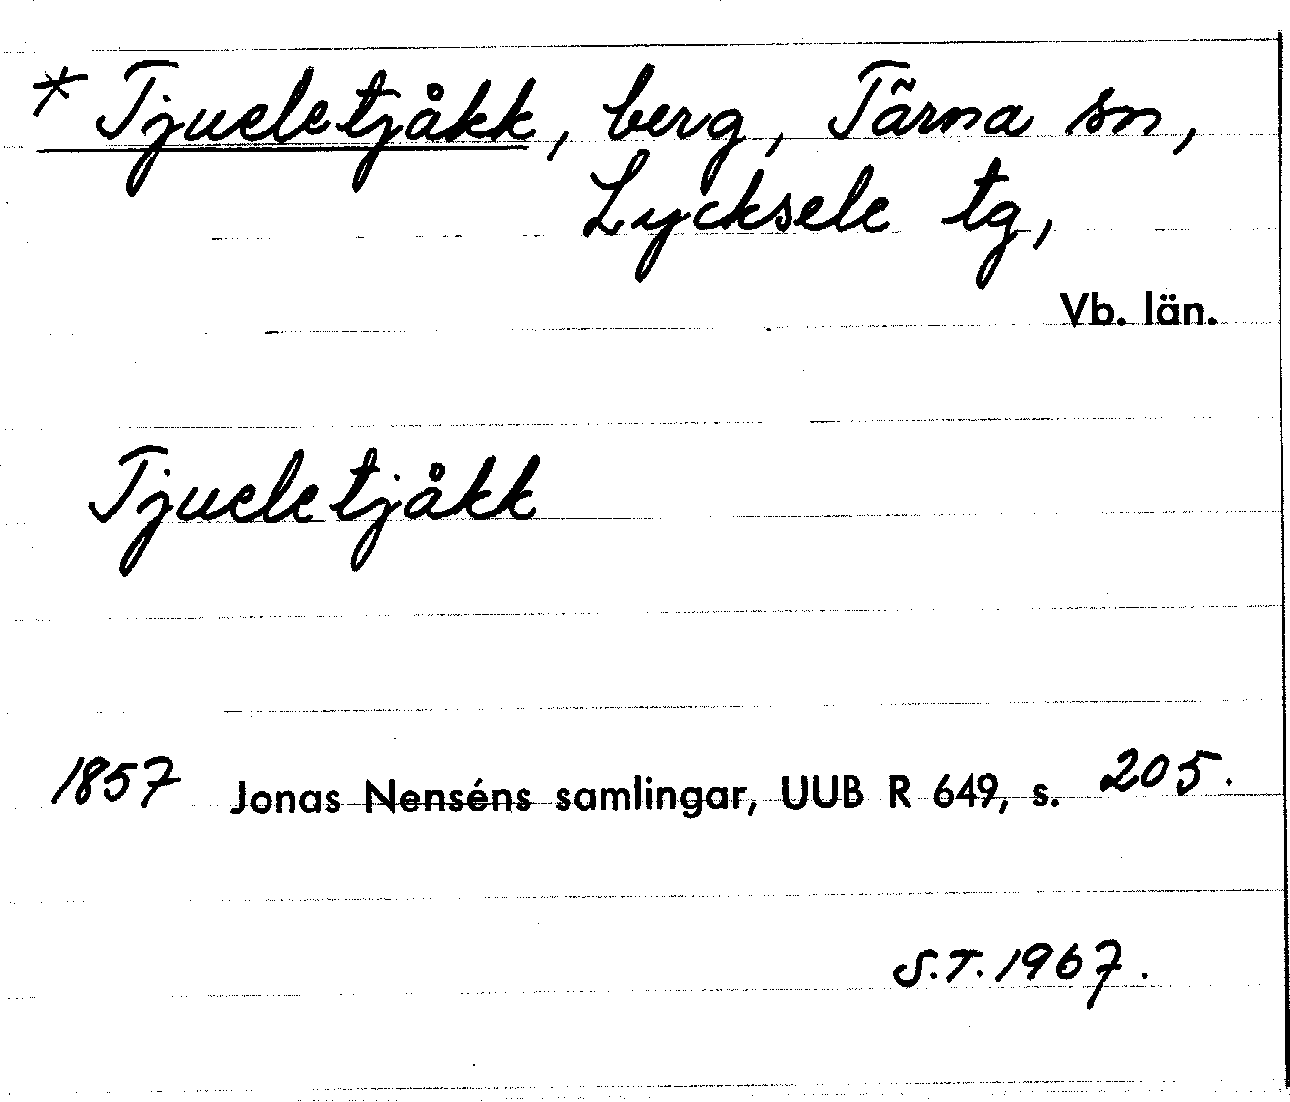 * Tjueletjåkk, berg, Tärna sn,
Lycksele tg,
Vb. län.
Tjueletjåkk
1857 Jonas Nenséns samlingar, UUB R 649, s. 205.
S.T. 1967.